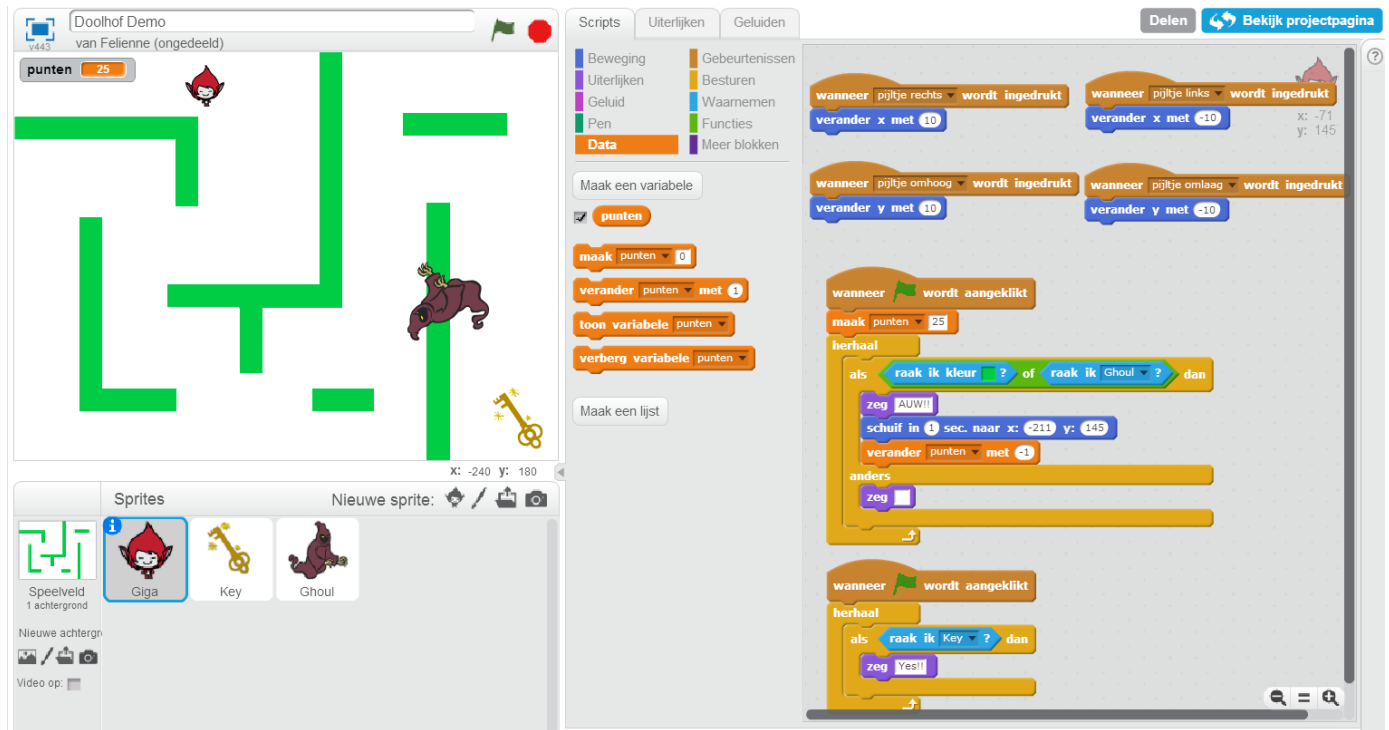 Doolhof Demo
v443
van Felienne (ongedeeld)
punten 25
X: -240 y: 180
Sprites
Nieuwe sprite:
Speelveld
1 achtergrond
Nieuwe achtergr
Video op:
Giga
Key
Ghoul
Scripts
Uiterlijken
Geluiden
Delen
Bekijk projectpagina
Beweging
Gebeurtenissen
Uiterlijken
Besturen
Geluid
Waarnemen
Pen
Functies
Data
Meer blokken
Maak een variabele
punten
maak punten 0
verander punten met 1
toon variabele punten
verberg variabele punten
Maak een lijst
wanneer pijltje rechts wordt ingedrukt
verander x met 10
wanneer pijltje links wordt ingedrukt
verander x met -10
x: -71
y: 145
wanneer pijltje omhoog wordt ingedrukt
verander y met 10
wanneer pijltje omlaag wordt ingedrukt
verander y met -10
wanneer wordt aangeklikt
maak punten 25
herhaal
als raak ik kleur ? of raak ik Ghoul ? dan
zeg AUW!!
schuif in 1 sec. naar x: -211 y: 145
verander punten met -1
anders
zeg
wanneer wordt aangeklikt
herhaal
als raak ik Key ? dan
zeg Yes!!